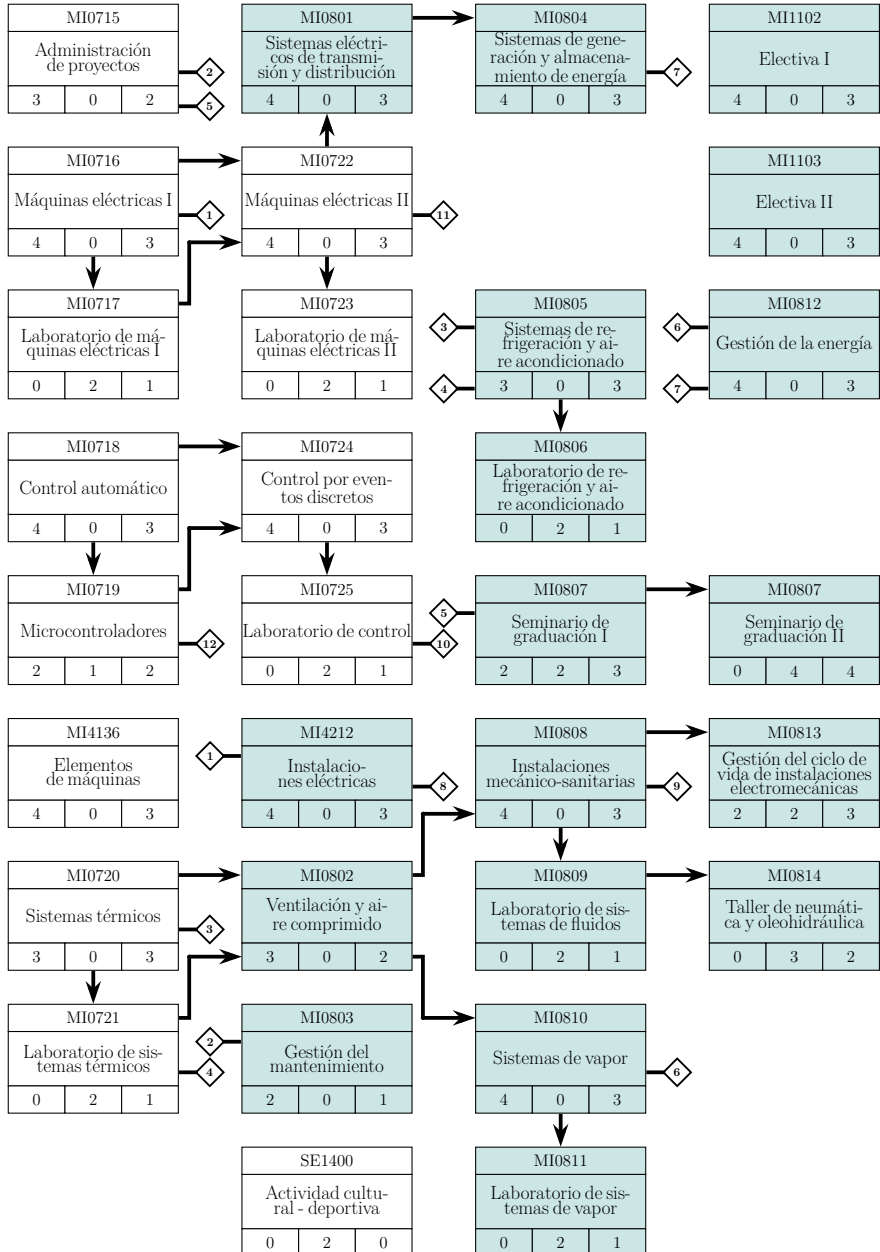 MI0715
Administración
de proyectos
3 0 2
2
5
MI0801
Sistemas eléctri-
cos de transmi-
sión y distribución
4 0 3
MI0804
Sistemas de gene-
ración y almacena-
miento de energía
4 0 3
7
MI1102
Electiva I
4 0 3
MI0716
Máquinas eléctricas I
4 0 3
1
MI0722
Máquinas eléctricas II
4 0 3
11
MI1103
Electiva II
4 0 3
MI0717
Laboratorio de má-
quinas eléctricas I
0 2 1
MI0723
Laboratorio de má-
quinas eléctricas II
0 2 1
3
4
MI0805
Sistemas de re-
frigeración y ai-
re acondicionado
3 0 3
6
7
MI0812
Gestión de la energía
4 0 3
MI0718
Control automático
4 0 3
MI0724
Control por even-
tos discretos
4 0 3
MI0806
Laboratorio de re-
frigeración y ai-
re acondicionado
0 2 1
MI0719
Microcontroladores
2 1 2
12
MI0725
Laboratorio de control
0 2 1
5
10
MI0807
Seminario de
graduación I
2 2 3
MI0807
Seminario de
graduación II
0 4 4
MI4136
Elementos
de máquinas
4 0 3
1
MI4212
Instalacio-
nes eléctricas
4 0 3
8
MI0808
Instalaciones
mecánico-sanitarias
4 0 3
9
MI0813
Gestión del ciclo de
vida de instalaciones
electromecánicas
2 2 3
MI0720
Sistemas térmicos
3 0 3
3
MI0802
Ventilación y ai-
re comprimido
3 0 2
MI0809
Laboratorio de sis-
temas de fluidos
0 2 1
MI0814
Taller de neumáti-
ca y oleohidráulica
0 3 2
MI0721
Laboratorio de sis-
temas térmicos
0 2 1
2
4
MI0803
Gestión del
mantenimiento
2 0 1
MI0810
Sistemas de vapor
4 0 3
6
SE1400
Actividad cultu-
ral - deportiva
0 2 0
MI0811
Laboratorio de sis-
temas de vapor
0 2 1